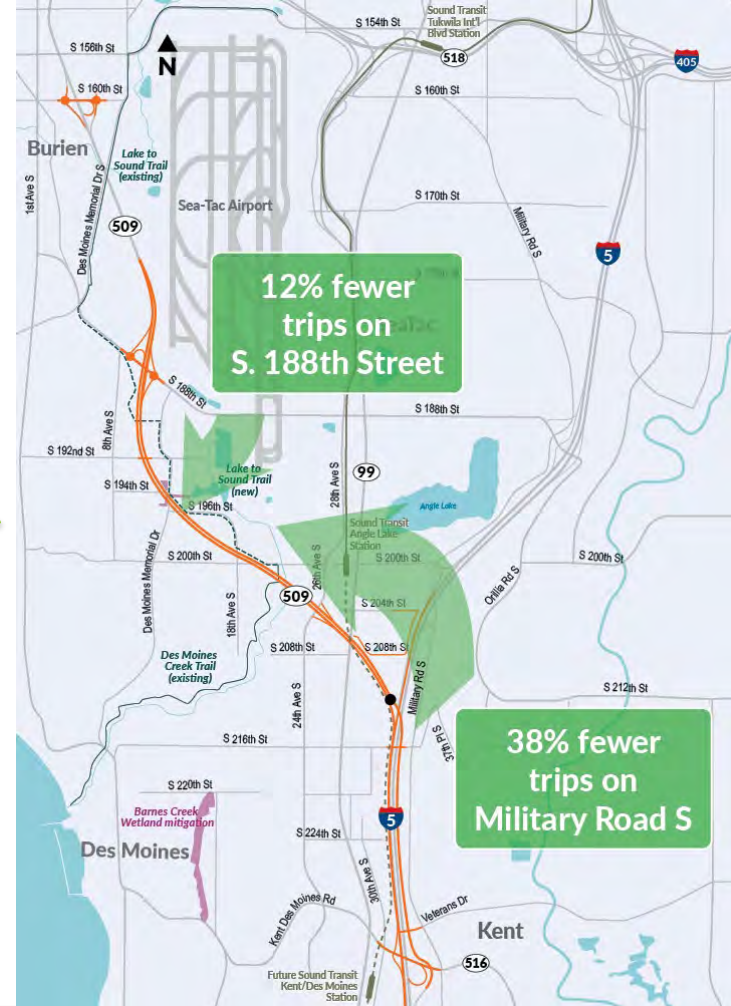 Sound Transit
Tukwila Int'l
Blvd Station
S 154th St
518
405
S 156th St
N
S 160th St
S 160th St
Burien
Lake to
Sound Trail
(existing)
1st Ave S
Des Moines Memorial Dr S
Sea-Tac Airport
S 170th St
Military Rd S
509
5
12% fewer
trips on
S. 188th Street
S 188th St
S 188th St
8th Ave S
S 192nd St
28th Ave S
99
Lake to
Sound Trail
(new)
S 194th St
S 196th St
Angle Lake
Sound Transit
Angle Lake
Station
Des Moines Memorial Dr
S 200th St
26th Ave S
S 200th St
S 200th St
18th Ave S
509
S 204th St
Orilla Rd S
S 208th St
S 208th St
Des Moines
Creek Trail
(existing)
24th Ave S
Military Rd S
S 212th St
S 216th St
37th Pl S
38% fewer
trips on
Military Road S
S 220th St
Barnes Creek
Wetland mitigation
5
S 224th St
Des Moines
30th Ave S
Kent Des Moines Rd
Veterans Dr
Kent
516
Future Sound Transit
Kent/Des Moines
Station